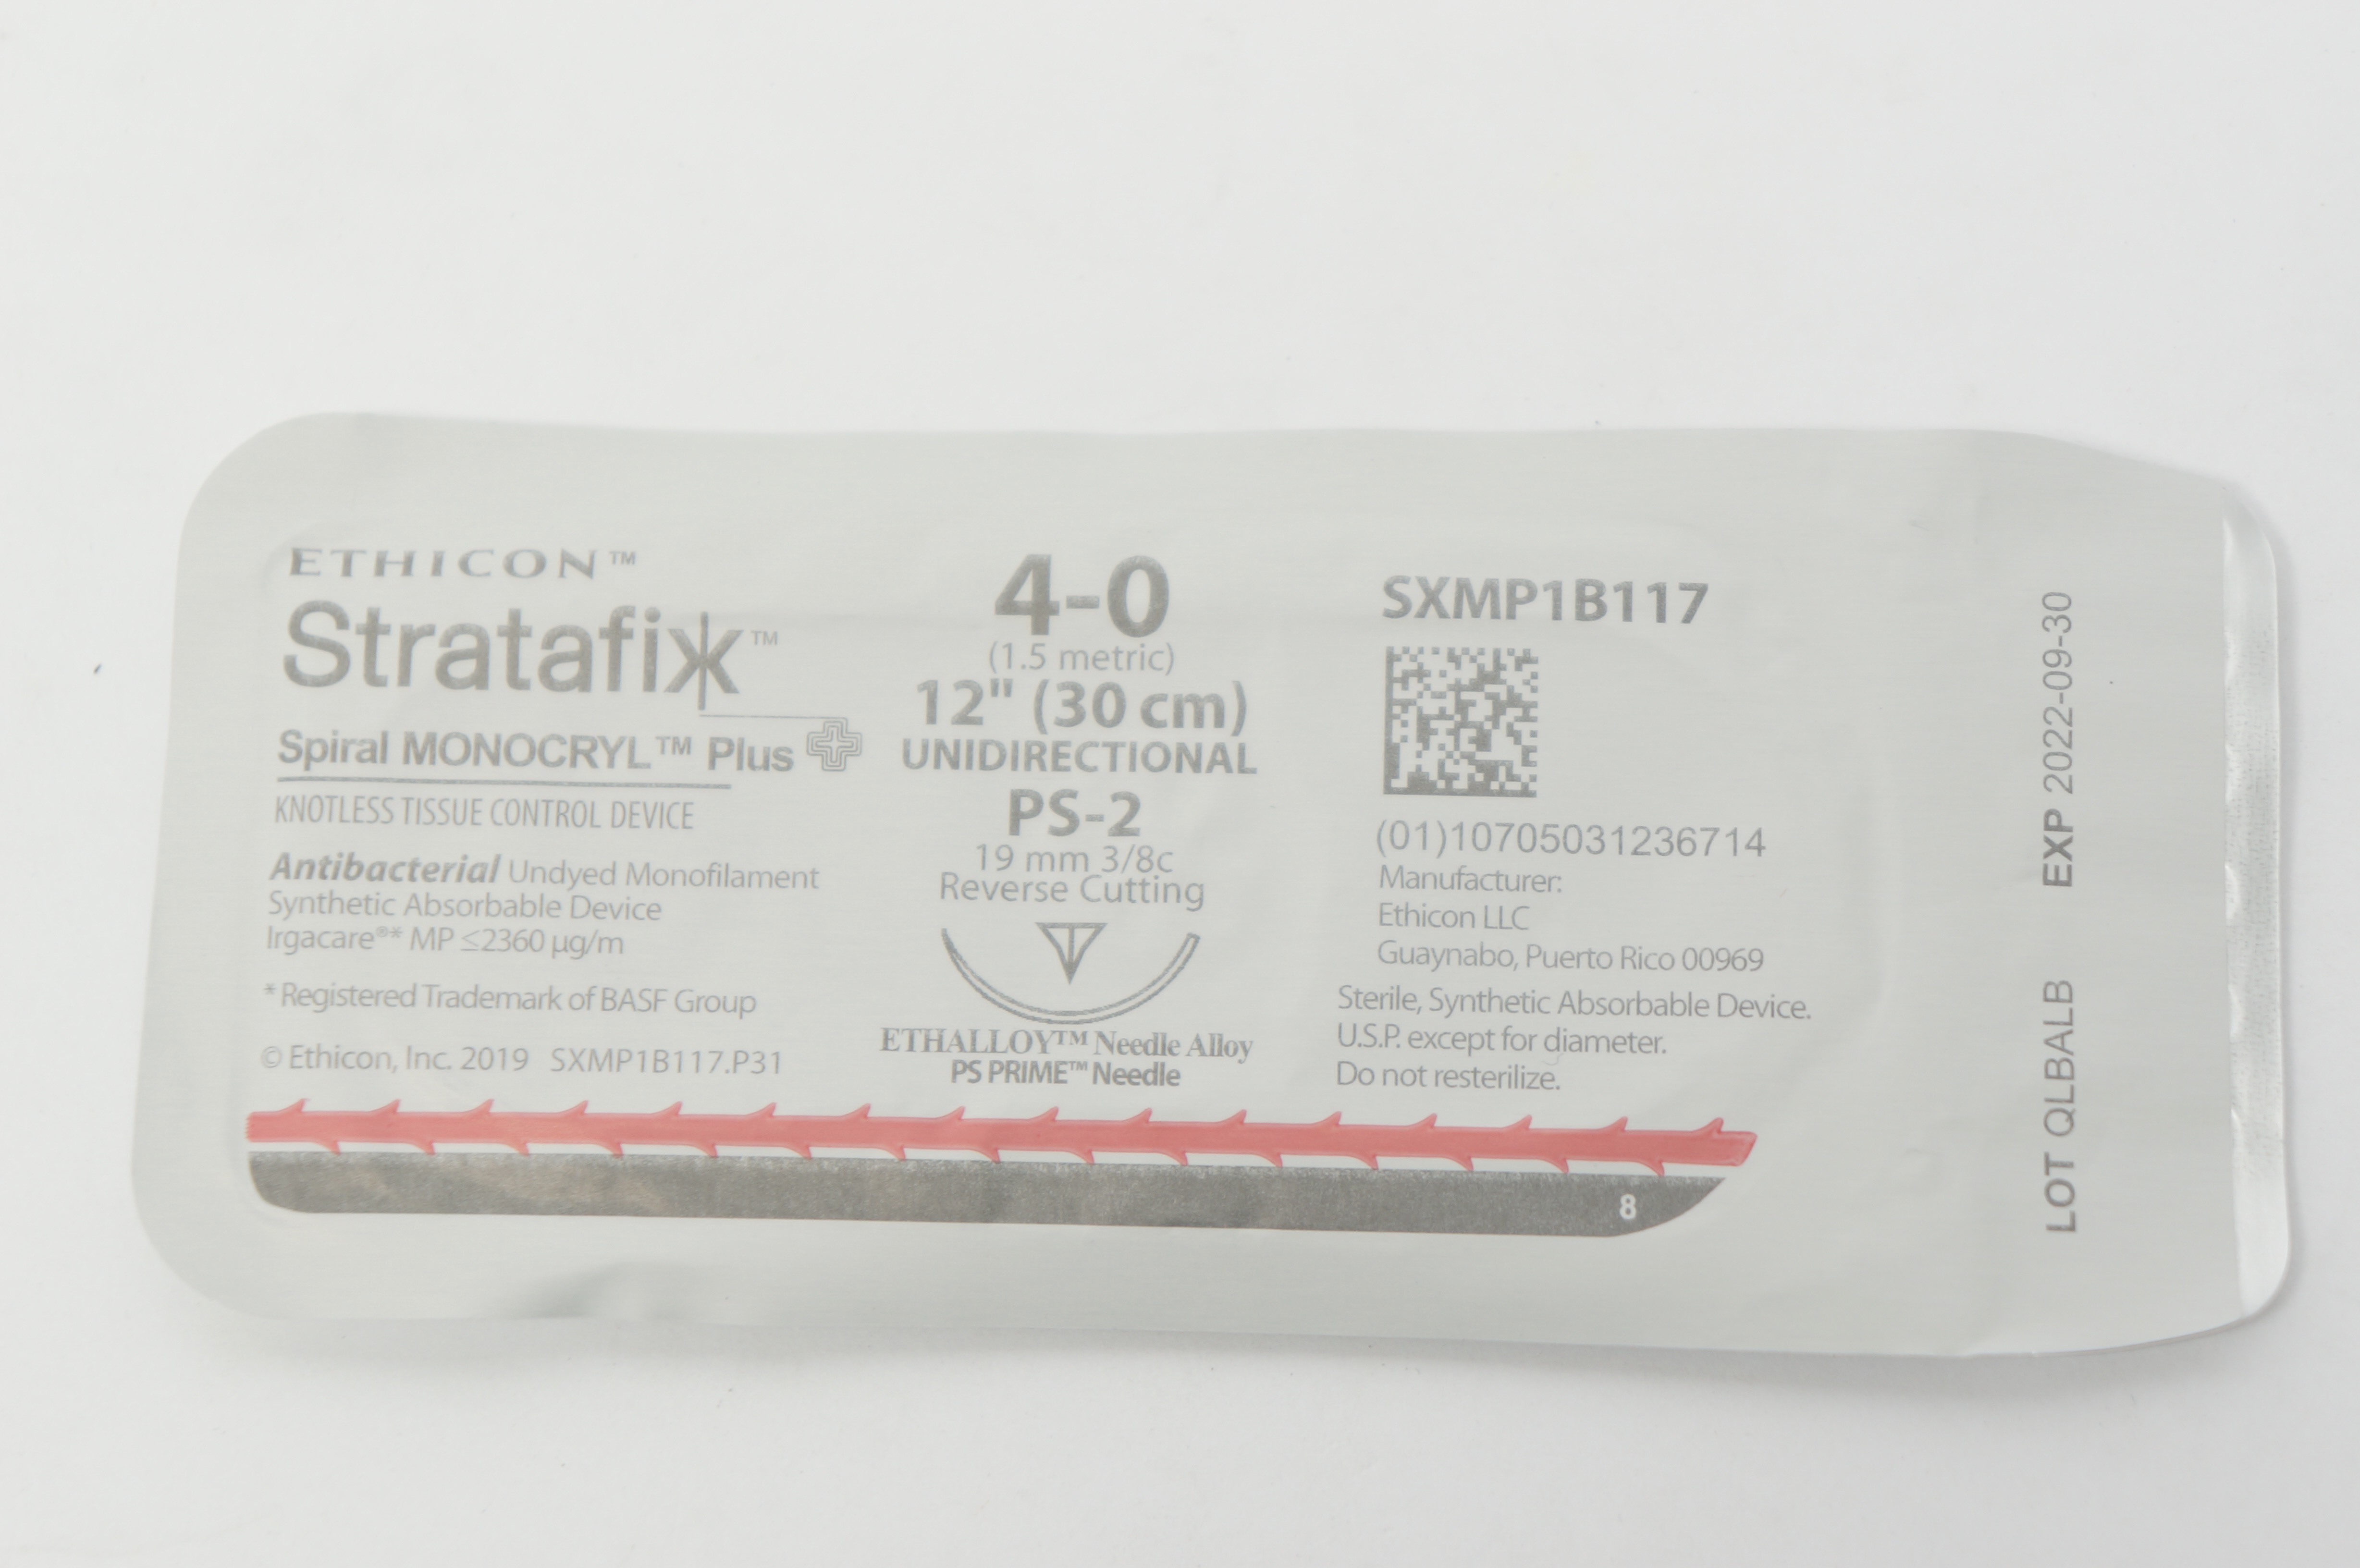 ETHICON™
Stratafix™
Spiral MONOCRYL™ Plus
KNOTLESS TISSUE CONTROL DEVICE
Antibacterial Undyed Monofilament
Synthetic Absorbable Device
Irgacare®* MP ≤2360 µg/m
* Registered Trademark of BASF Group
© Ethicon, Inc. 2019 SXMP1B117.P31
4-0
(1.5 metric)
12" (30 cm)
UNIDIRECTIONAL
PS-2
19 mm 3/8c
Reverse Cutting
ETHALLOY™ Needle Alloy
PS PRIME™ Needle
SXMP1B117
(01)10705031236714
Manufacturer:
Ethicon LLC
Guaynabo, Puerto Rico 00969
Sterile, Synthetic Absorbable Device.
U.S.P. except for diameter.
Do not resterilize.
8
LOT QLBALB EXP 2022-09-30